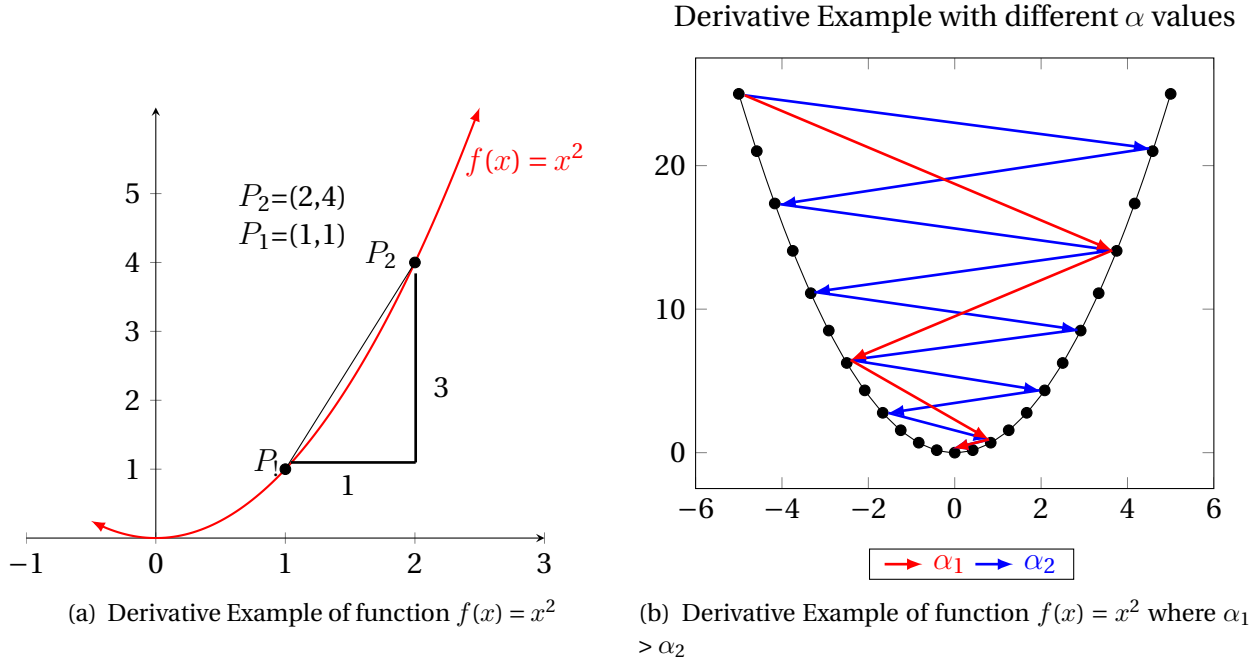 Derivative Example with different α values
f(x) = x²
P₂=(2,4)
P₁=(1,1)
P₂
P!
3
1
5
4
3
2
1
−1 0 1 2 3
(a) Derivative Example of function f(x) = x²
20
10
0
−6 −4 −2 0 2 4 6
α₁ α₂
(b) Derivative Example of function f(x) = x² where α₁
> α₂